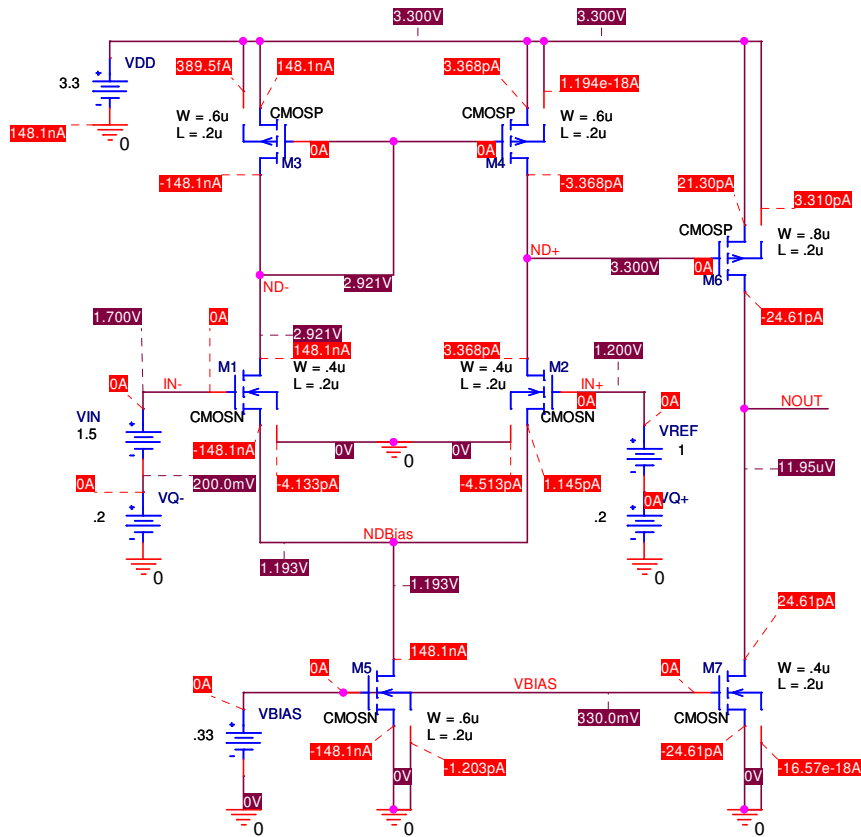 3.300V 3.300V
VDD
3.3
389.5fA 148.1nA 3.368pA
1.194e-18A
148.1nA
0
W = .6u
L = .2u
CMOSP
CMOSP
W = .6u
L = .2u
0A
M3
0A
M4
-148.1nA
-3.368pA
21.30pA
3.310pA
CMOSP
W = .8u
L = .2u
ND+
3.300V
0A
M6
ND-
2.921V
-24.61pA
1.700V
0A
2.921V
148.1nA
3.368pA
1.200V
M1
W = .4u
L = .2u
W = .4u
L = .2u
M2
0A
IN-
IN+
0A
0A
NOUT
CMOSN
CMOSN
VIN
1.5
VREF
1
-148.1nA
0V
0V
0
11.95uV
0A
200.0mV
-4.133pA
-4.513pA
1.145pA
0A
VQ-
VQ+
.2
.2
NDBias
0
0
1.193V
1.193V
24.61pA
148.1nA
M5
M7
0A
VBIAS
0A
W = .4u
L = .2u
0A
VBIAS
CMOSN
W = .6u
L = .2u
330.0mV
CMOSN
.33
-148.1nA
-24.61pA
-1.203pA
-16.57e-18A
0V
0V
0V
0
0
0